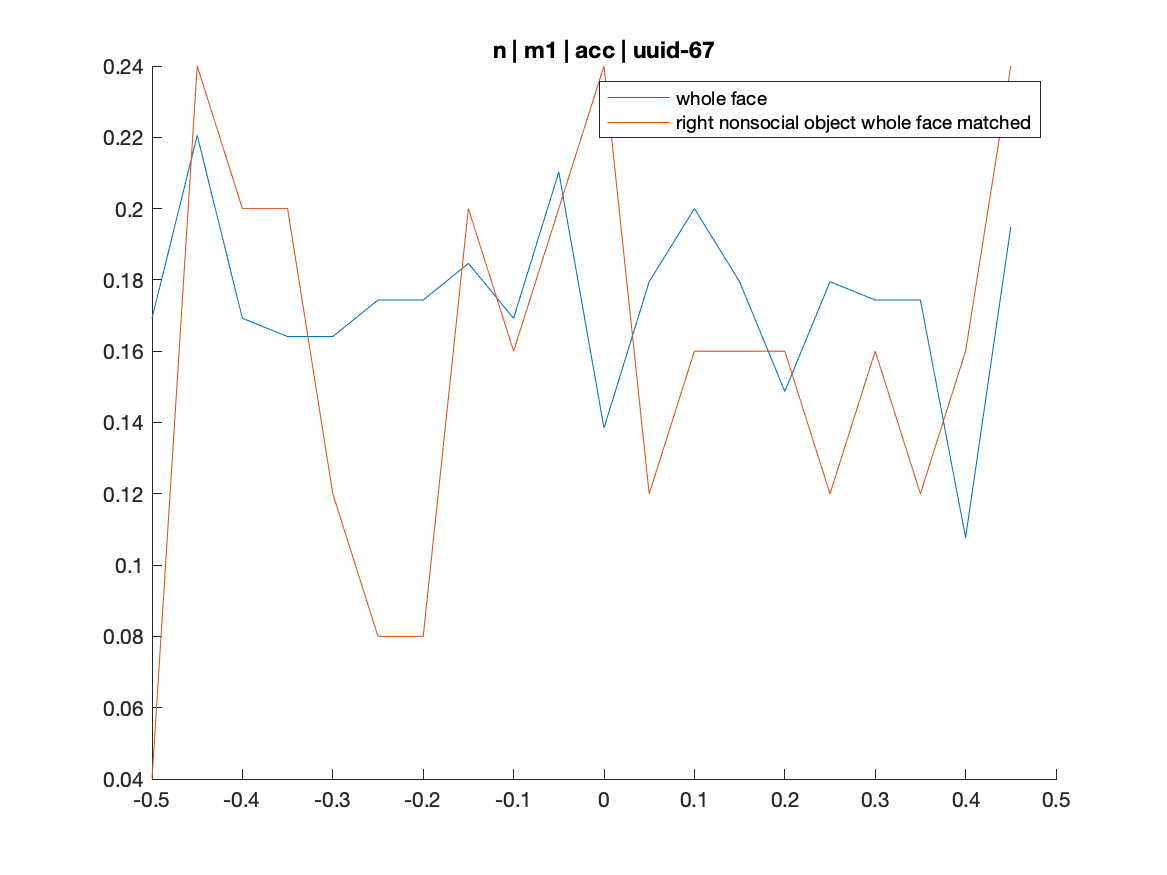 n | m1 | acc | uuid-67
whole face
right nonsocial object whole face matched
0.24
0.22
0.2
0.18
0.16
0.14
0.12
0.1
0.08
0.06
0.04
-0.5 -0.4 -0.3 -0.2 -0.1 0 0.1 0.2 0.3 0.4 0.5